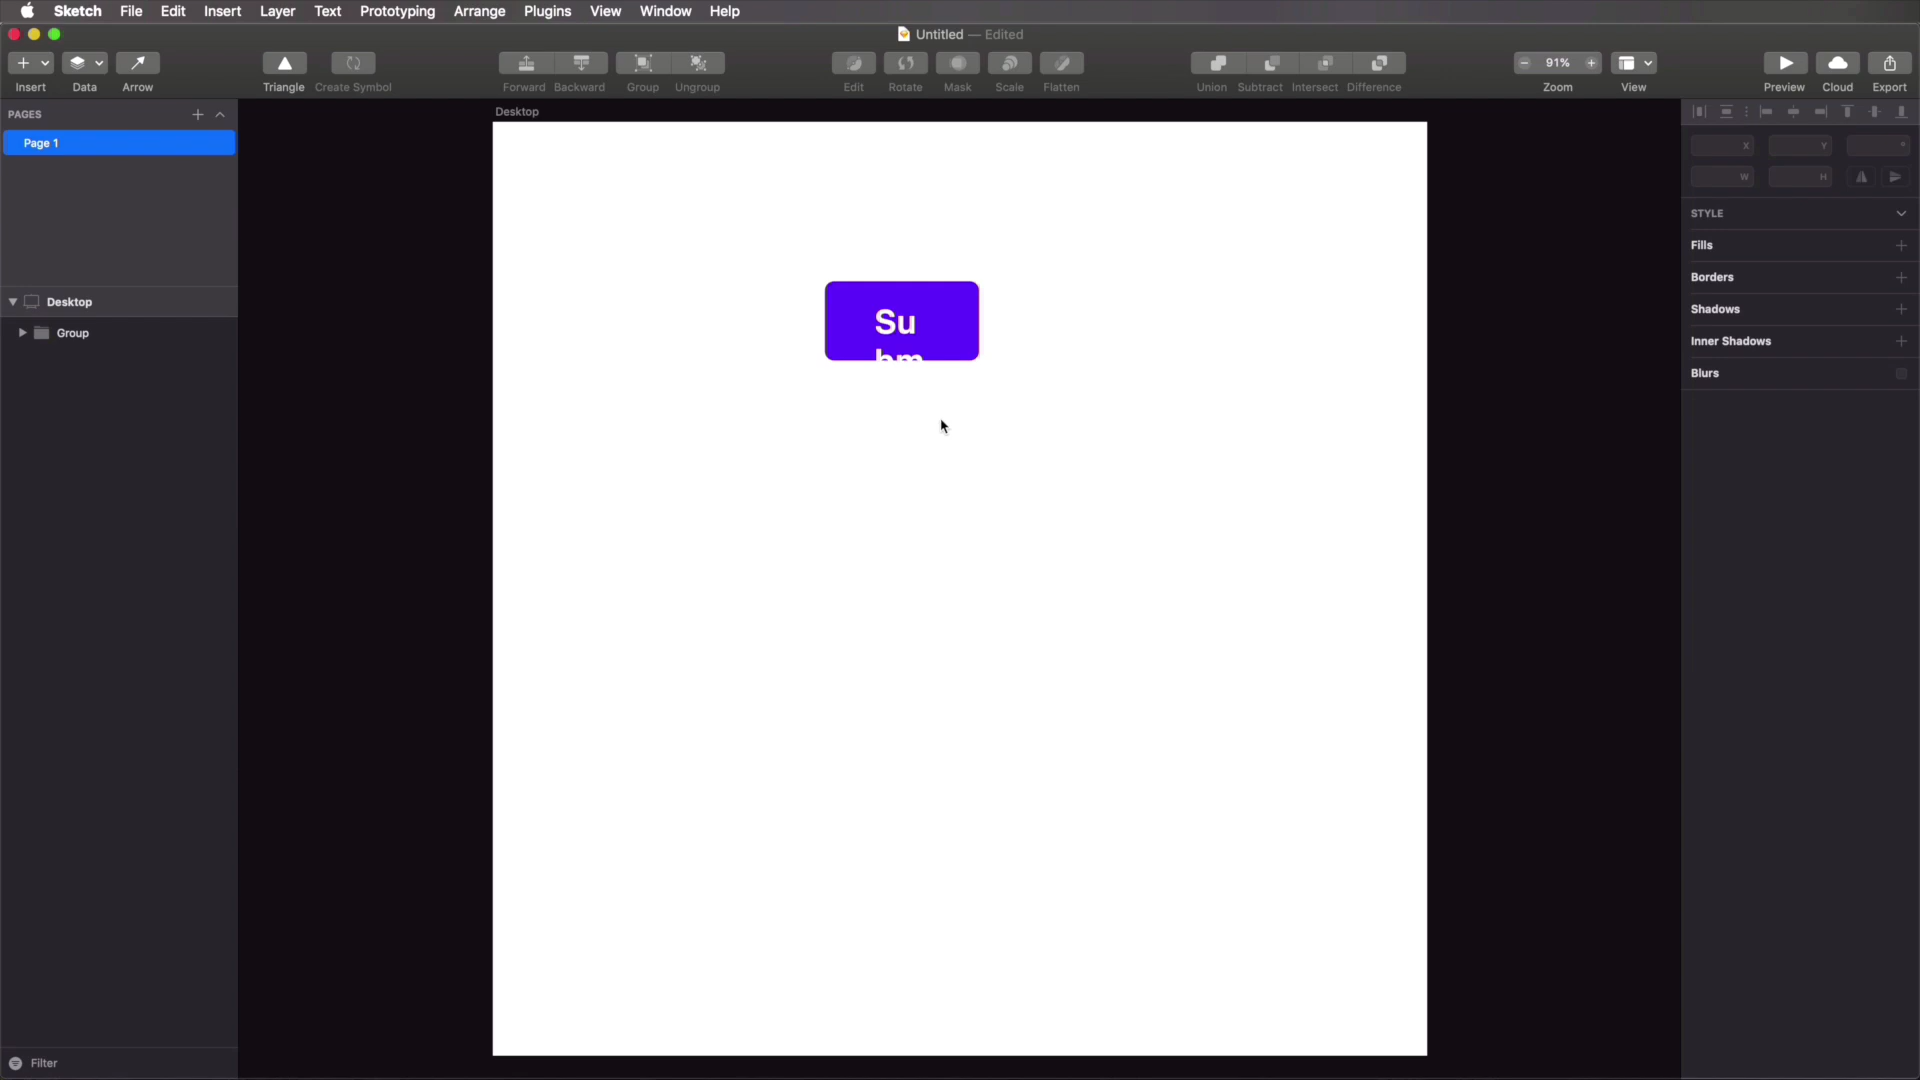 Sketch File Edit Insert Layer Text Prototyping Arrange Plugins View Window Help
Untitled — Edited
91%
Insert Data Arrow Triangle Create Symbol Forward Backward Group Ungroup Edit Rotate Mask Scale Flatten Union Subtract Intersect Difference Zoom View Preview Cloud Export
PAGES
Page 1
Desktop
Group
Filter
Desktop
Su
bm
X Y °
W H
STYLE
Fills
Borders
Shadows
Inner Shadows
Blurs